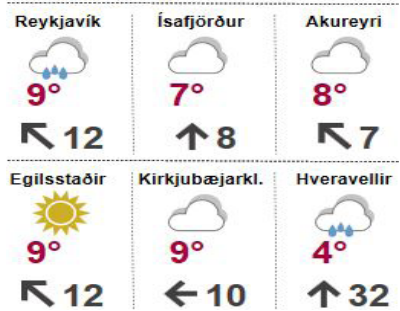 Reykjavík Ísafjörður Akureyri
9° 7° 8°
12 8 7
Egilsstaðir Kirkjubæjarkl. Hveravellir
9° 9° 4°
12 10 32